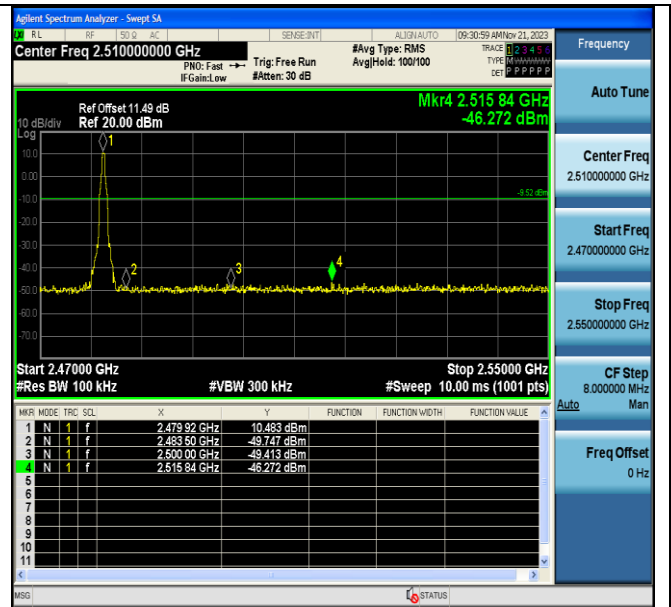 Agilent Spectrum Analyzer - Swept SA
RL RF 50 Ω AC SENSE:INT ALIGN AUTO 09:30:59 AM Nov 21, 2023
Center Freq 2.510000000 GHz
PNO: Fast
IFGain:Low
Trig: Free Run
#Atten: 30 dB
#Avg Type: RMS
Avg|Hold: 100/100
TRACE 1 2 3 4 5 6
TYPE MWWWWW
DET P P P P P P
Frequency
Mkr4 2.515 84 GHz
-46.272 dBm
Ref Offset 11.49 dB
10 dB/div Ref 20.00 dBm
Log
10.0
0.00
-10.0
-20.0
-30.0
-40.0
-50.0
-60.0
-70.0
1
-9.52 dBm
2
3
4
Start 2.47000 GHz Stop 2.55000 GHz
#Res BW 100 kHz #VBW 300 kHz #Sweep 10.00 ms (1001 pts)
MKR MODE TRC SCL X Y FUNCTION FUNCTION WIDTH FUNCTION VALUE
1 N 1 f 2.479 92 GHz 10.483 dBm
2 N 1 f 2.483 50 GHz -49.747 dBm
3 N 1 f 2.500 00 GHz -49.413 dBm
4 N 1 f 2.515 84 GHz -46.272 dBm
5
6
7
8
9
10
11
Auto Tune
Center Freq
2.510000000 GHz
Start Freq
2.470000000 GHz
Stop Freq
2.550000000 GHz
CF Step
8.000000 MHz
Auto Man
Freq Offset
0 Hz
MSG STATUS